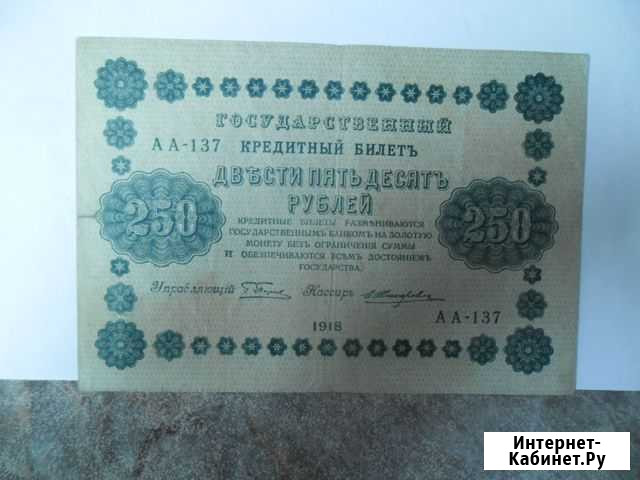 ГОСУДАРСТВЕННЫЙ
АА-137 КРЕДИТНЫЙ БИЛЕТЪ
ДВѢСТИ ПЯТЬДЕСЯТЪ
РУБЛЕЙ
250
250
КРЕДИТНЫЕ БИЛЕТЫ РАЗМѢНИВАЮТСЯ
ГОСУДАРСТВЕННЫМЪ БАНКОМЪ НА ЗОЛОТУЮ
МОНЕТУ БЕЗЪ ОГРАНИЧЕНІЯ СУММЫ
И ОБЕЗПЕЧИВАЮТСЯ ВСѢМЪ ДОСТОЯНІЕМЪ
ГОСУДАРСТВА.
Управляющій
Кассиръ
АА-137
1918
Интернет-
Кабинет.Ру